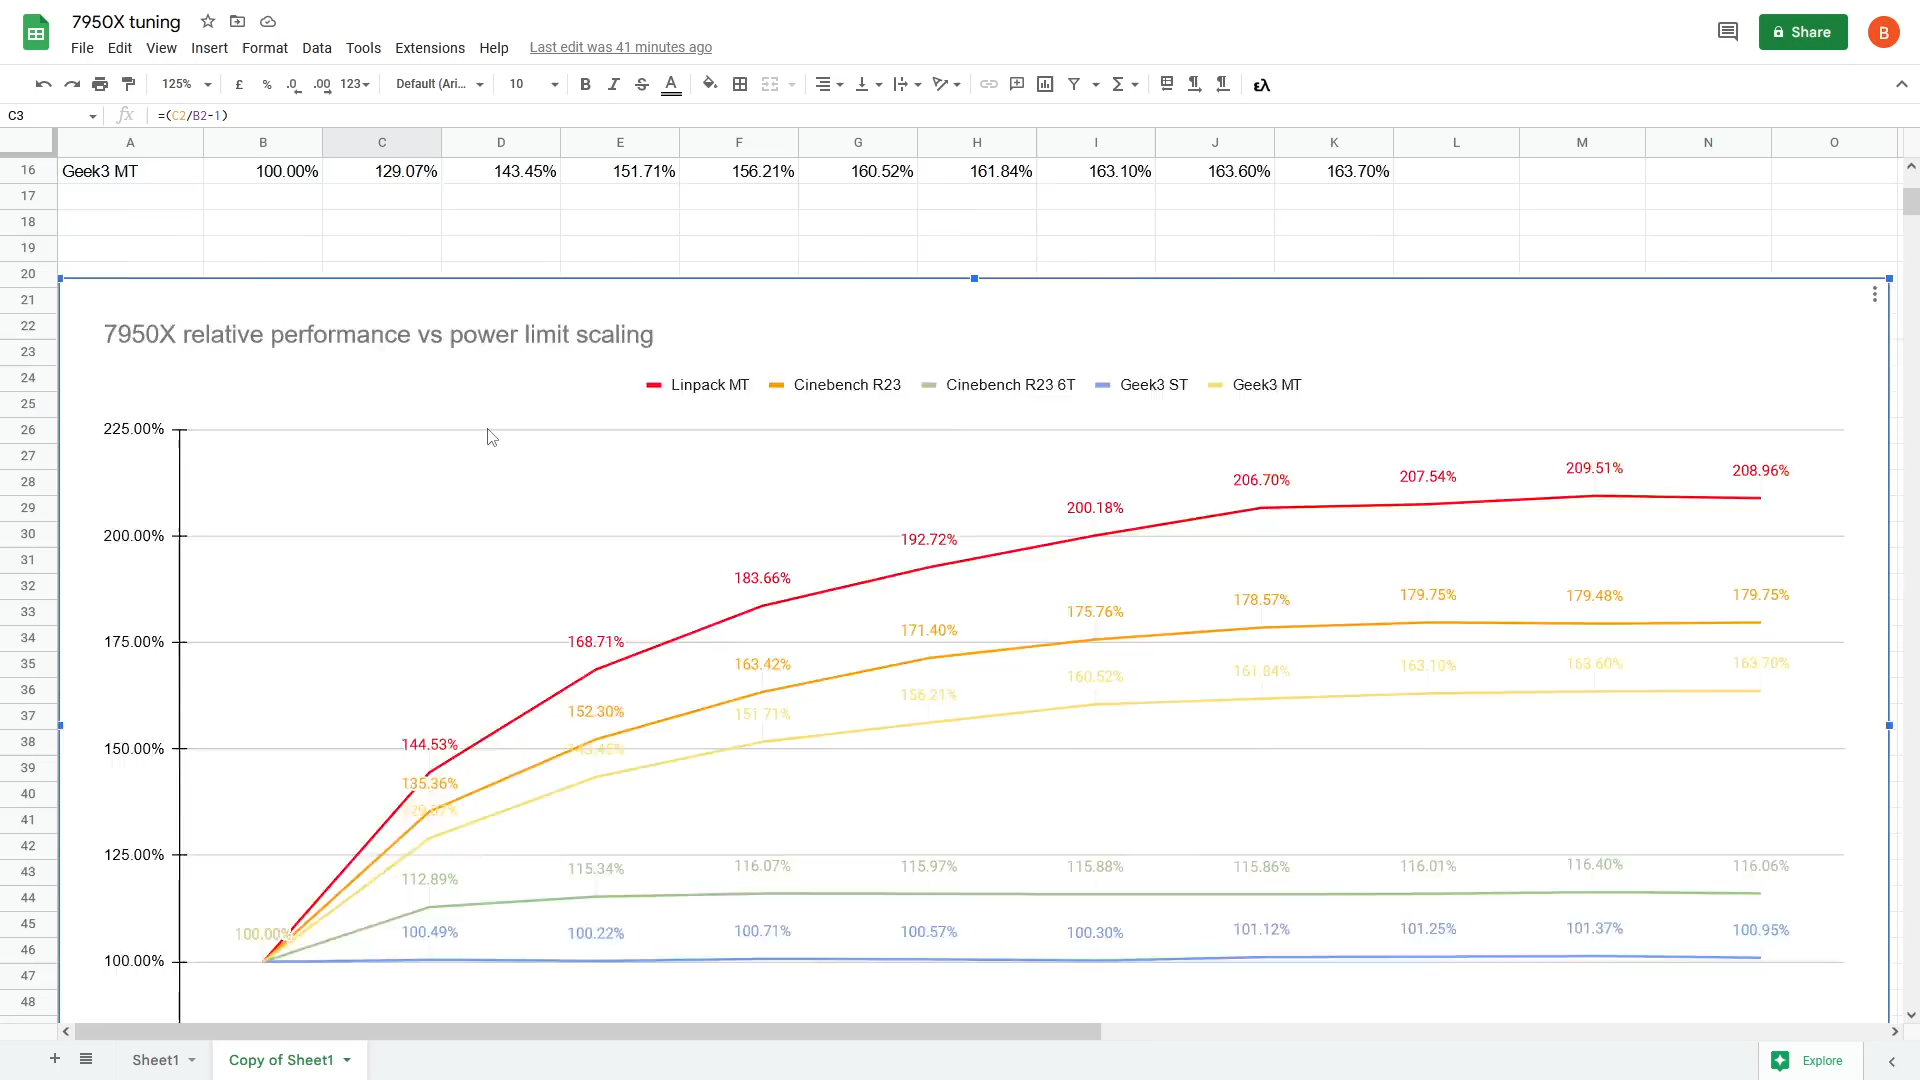 7950X tuning
File Edit View Insert Format Data Tools Extensions Help Last edit was 41 minutes ago
Share
B
125% £ % .0 .00 123 Default (Ari... 10 B I S A Σ ελ
C3 fx =(C2/B2-1)
A B C D E F G H I J K L M N O
16 Geek3 MT 100.00% 129.07% 143.45% 151.71% 156.21% 160.52% 161.84% 163.10% 163.60% 163.70%
17
18
19
20
21
22
23
24
25
26
27
28
29
30
31
32
33
34
35
36
37
38
39
40
41
42
43
44
45
46
47
48
7950X relative performance vs power limit scaling
Linpack MT Cinebench R23 Cinebench R23 6T Geek3 ST Geek3 MT
225.00%
200.00%
175.00%
150.00%
125.00%
100.00%
144.53% 168.71% 183.66% 192.72% 200.18% 206.70% 207.54% 209.51% 208.96%
135.36% 152.30% 163.42% 171.40% 175.76% 178.57% 179.75% 179.48% 179.75%
129.07% 143.45% 151.71% 156.21% 160.52% 161.84% 163.10% 163.60% 163.70%
112.89% 115.34% 116.07% 115.97% 115.88% 115.86% 116.01% 116.40% 116.06%
100.00% 100.49% 100.22% 100.71% 100.57% 100.30% 101.12% 101.25% 101.37% 100.95%
+ Sheet1 Copy of Sheet1 Explore